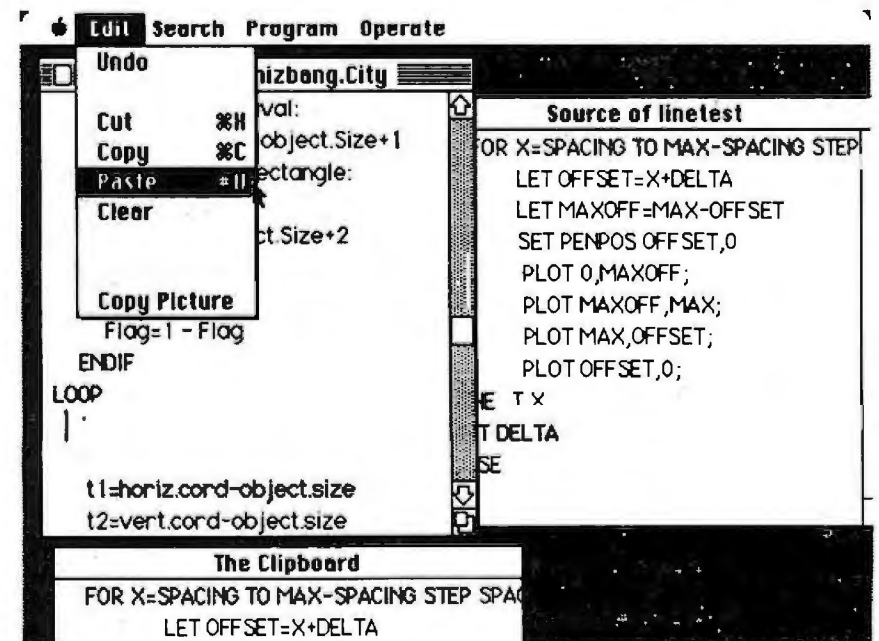 Edit Search Program Operate
Undo
Cut ⌘X
Copy ⌘C
Paste
Clear
Copy Picture
hizbang.City
val:
object.Size+1
ectangle:
ct.Size+2
Flag=1 - Flag
ENDIF
LOOP
t1=horiz.cord-object.size
t2=vert.cord-object.size
Source of linetest
FOR X=SPACING TO MAX-SPACING STEP
LET OFFSET=X+DELTA
LET MAXOFF=MAX-OFFSET
SET PENPOS OFFSET,0
PLOT 0,MAXOFF;
PLOT MAXOFF,MAX;
PLOT MAX,OFFSET;
PLOT OFFSET,0;
T X
T DELTA
SE
The Clipboard
FOR X=SPACING TO MAX-SPACING STEP SPAC
LET OFFSET=X+DELTA